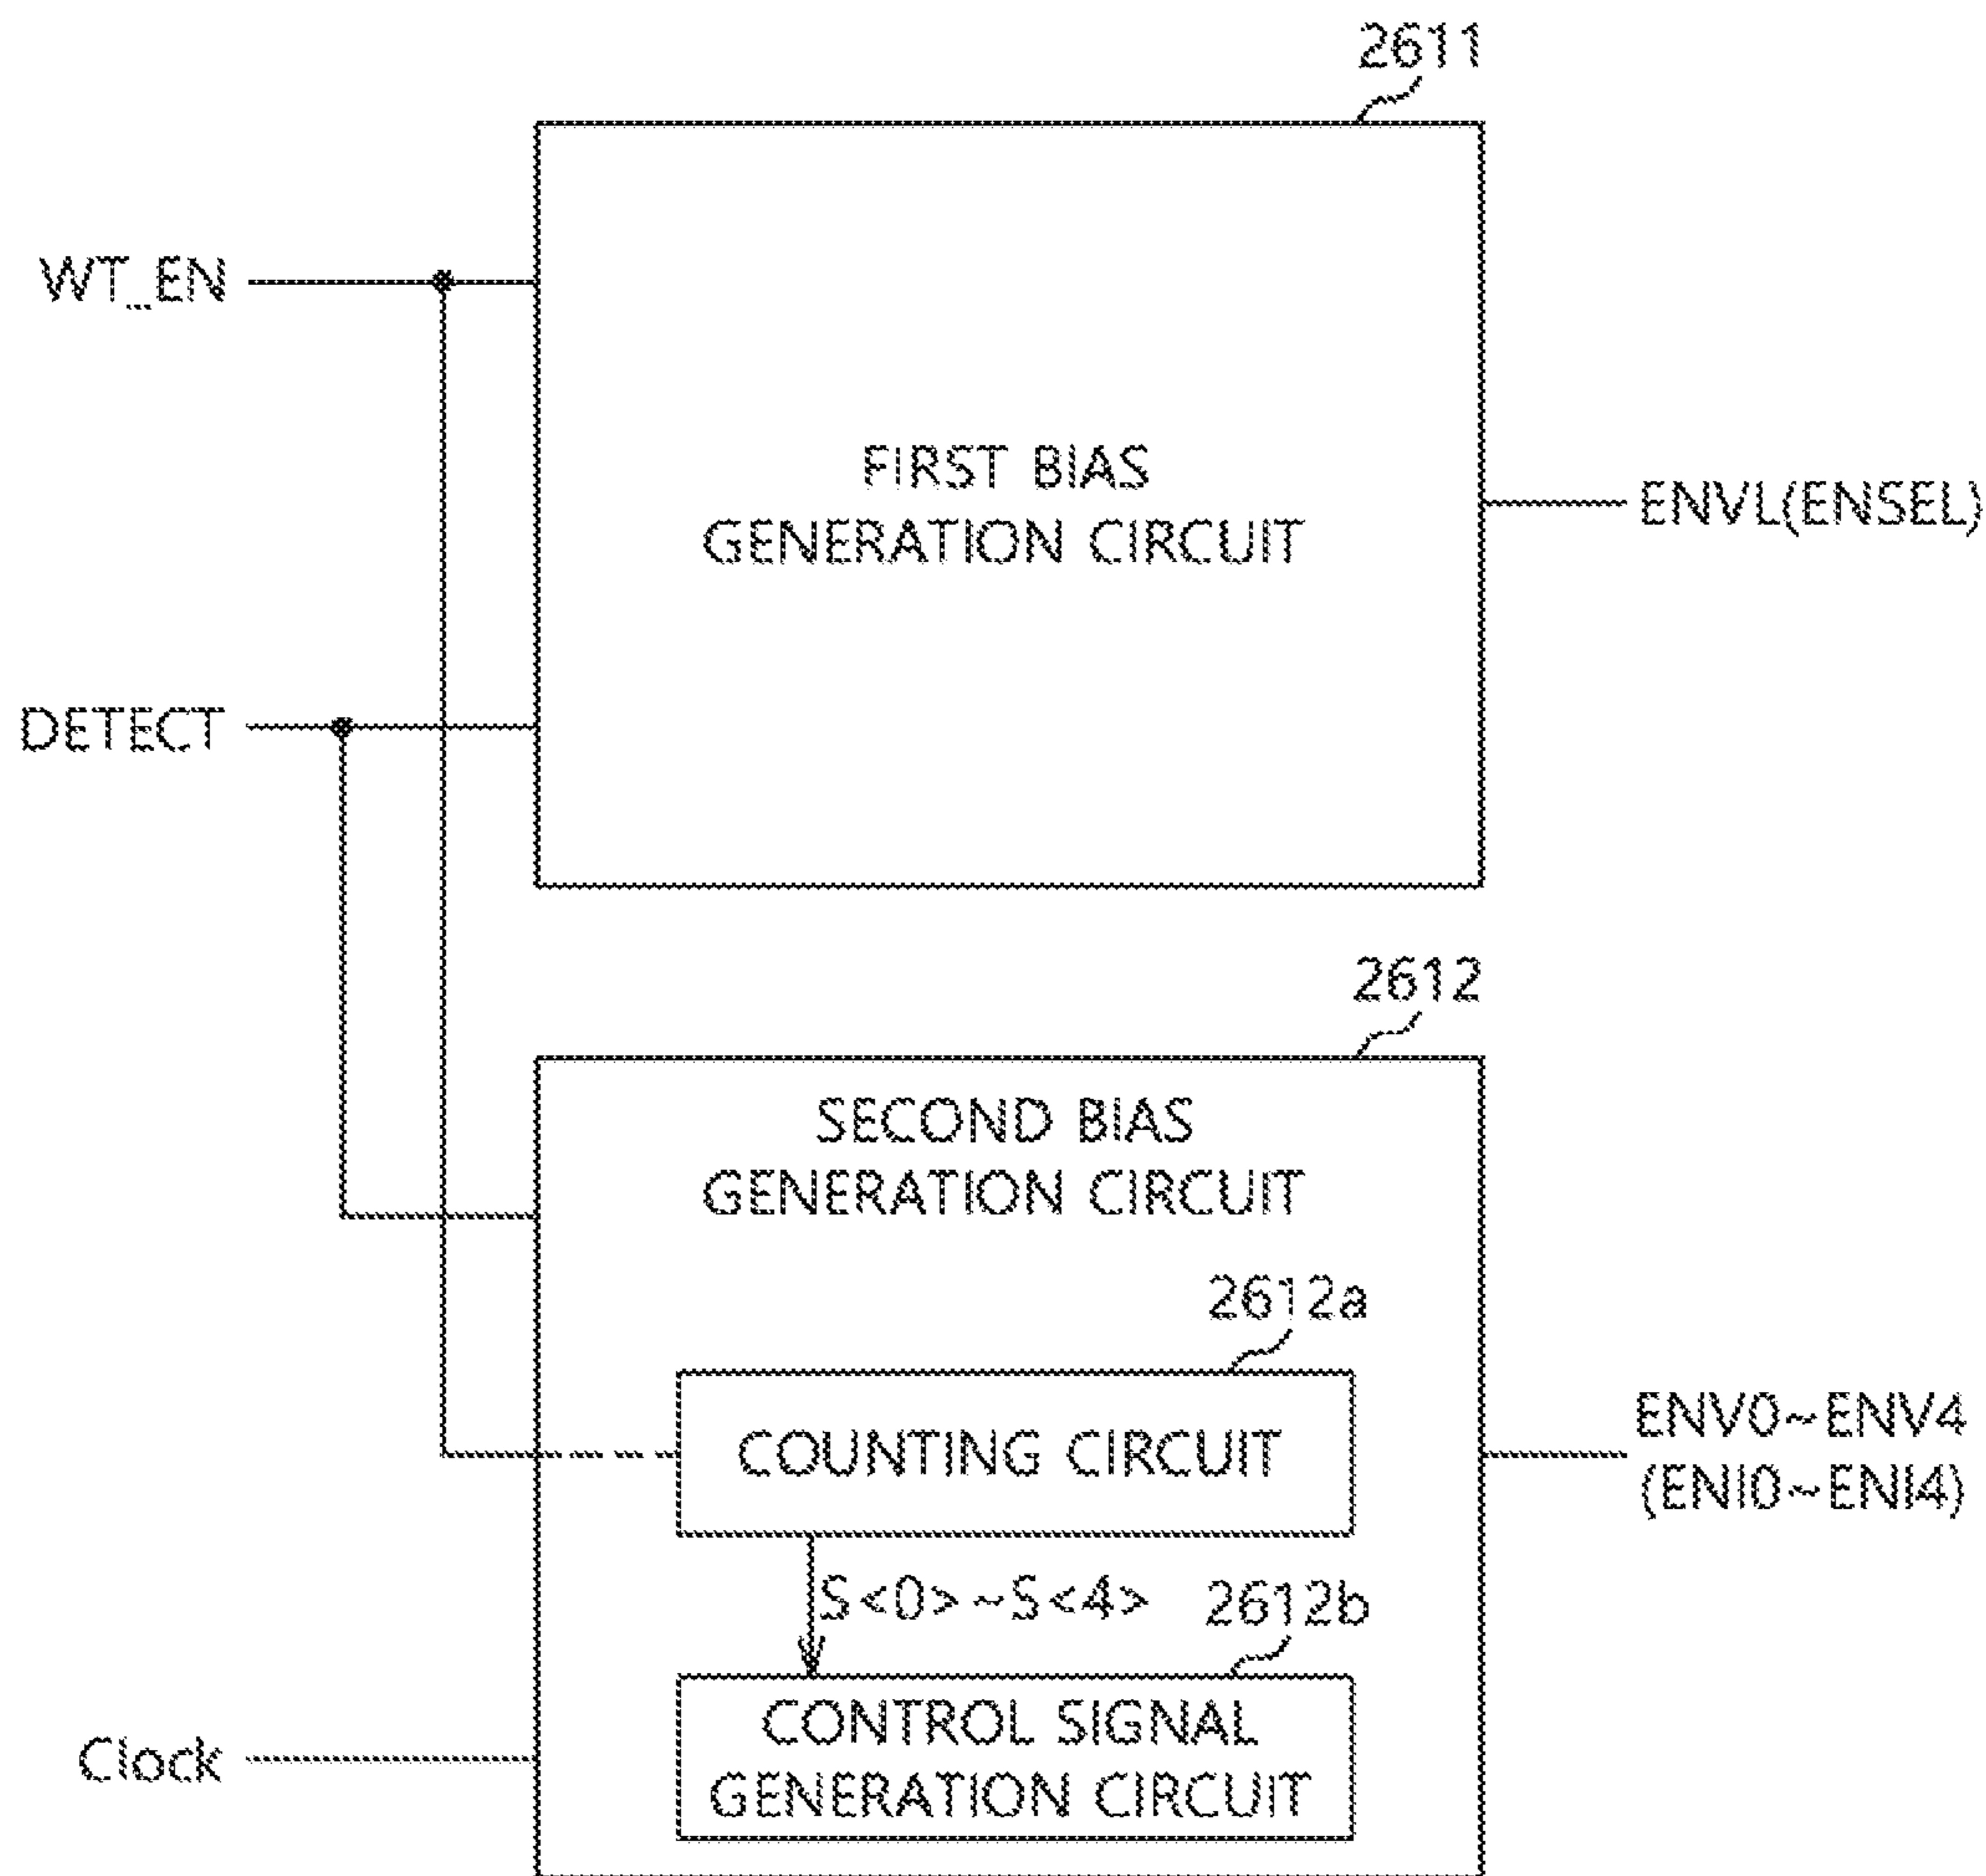 2611
WT_EN
FIRST BIAS
GENERATION CIRCUIT
ENVL(ENSEL)
DETECT
2612
SECOND BIAS
GENERATION CIRCUIT
2612a
COUNTING CIRCUIT
ENV0~ENV4
(ENI0~ENI4)
S<0>~S<4>
2612b
Clock
CONTROL SIGNAL
GENERATION CIRCUIT